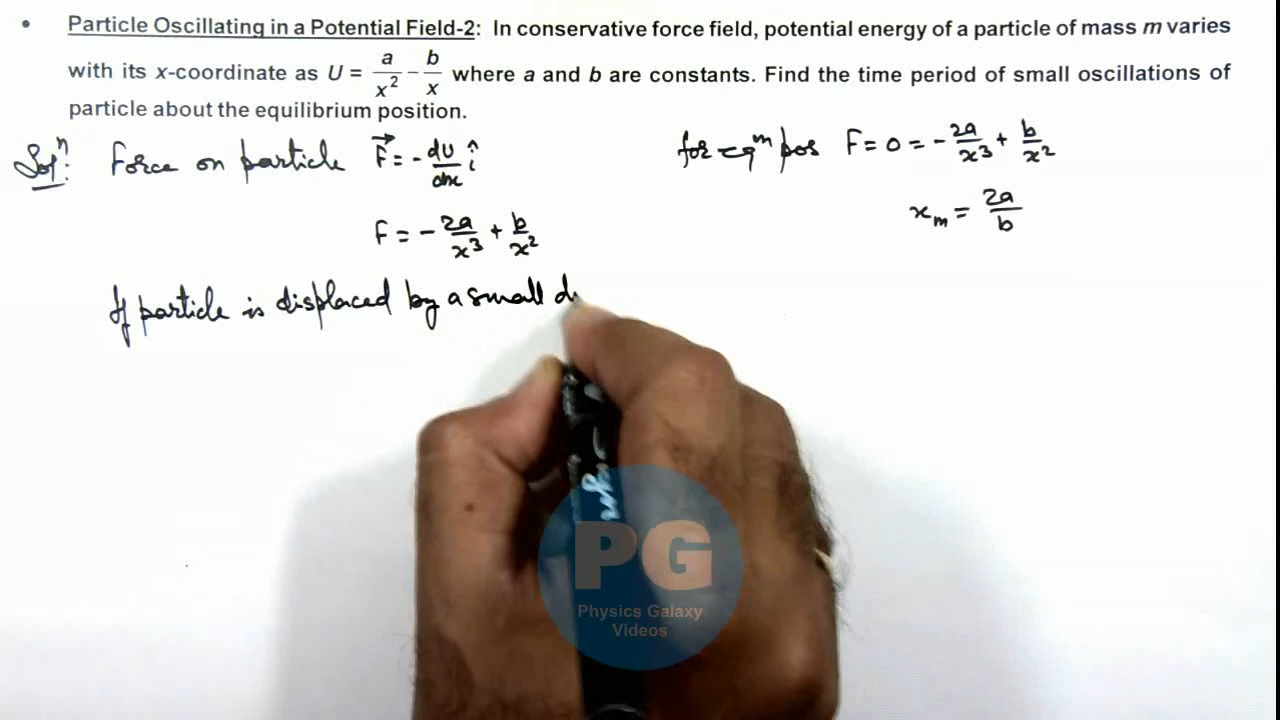 • Particle Oscillating in a Potential Field-2: In conservative force field, potential energy of a particle of mass m varies
with its x-coordinate as U = a/x² − b/x where a and b are constants. Find the time period of small oscillations of
particle about the equilibrium position.
Solⁿ: Force on particle F⃗ = -dU/dx î
F = -2a/x³ + b/x²
for eqᵐ pos F = 0 = -2a/x³ + b/x²
xₘ = 2a/b
If particle is displaced by a small
PG
Physics Galaxy
Videos